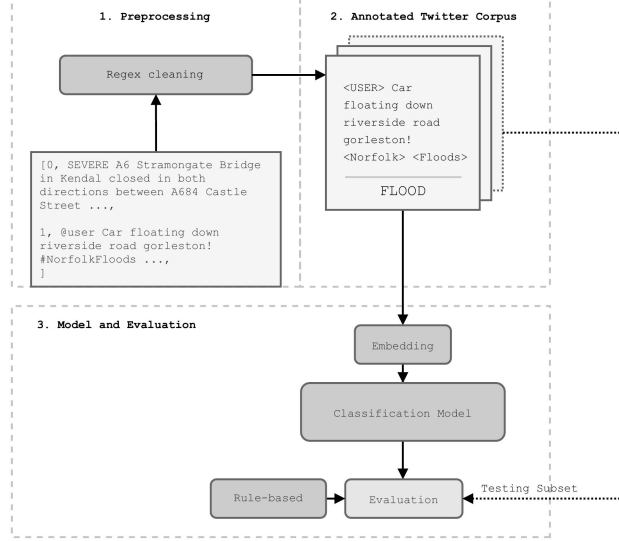 1. Preprocessing
Regex cleaning
[0, SEVERE A6 Stramongate Bridge
in Kendal closed in both
directions between A684 Castle
Street ...,
1, @user Car floating down
riverside road gorleston!
#NorfolkFloods ...,
]
2. Annotated Twitter Corpus
<USER> Car
floating down
riverside road
gorleston!
<Norfolk> <Floods>
FLOOD
3. Model and Evaluation
Embedding
Classification Model
Rule-based
Evaluation
Testing Subset